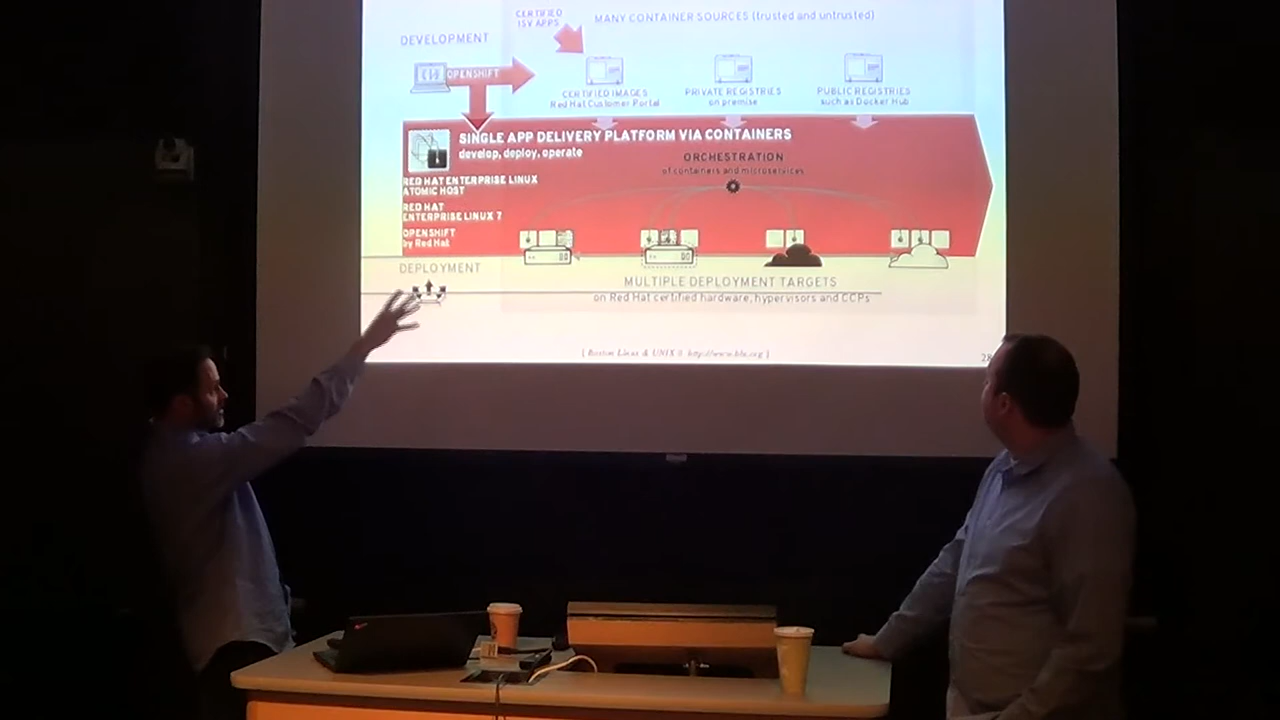 CERTIFIED
ISV APPS
MANY CONTAINER SOURCES (trusted and untrusted)
DEVELOPMENT
OPENSHIFT
CERTIFIED IMAGES
Red Hat Customer Portal
PRIVATE REGISTRIES
on premise
PUBLIC REGISTRIES
such as Docker Hub
SINGLE APP DELIVERY PLATFORM VIA CONTAINERS
develop, deploy, operate
ORCHESTRATION
of containers and microservices
RED HAT ENTERPRISE LINUX
ATOMIC HOST
RED HAT
ENTERPRISE LINUX 7
OPENSHIFT
by Red Hat
DEPLOYMENT
MULTIPLE DEPLOYMENT TARGETS
on Red Hat certified hardware, hypervisors and CCPs
[ Boston Linux & UNIX :: http://www.blu.org ]
28